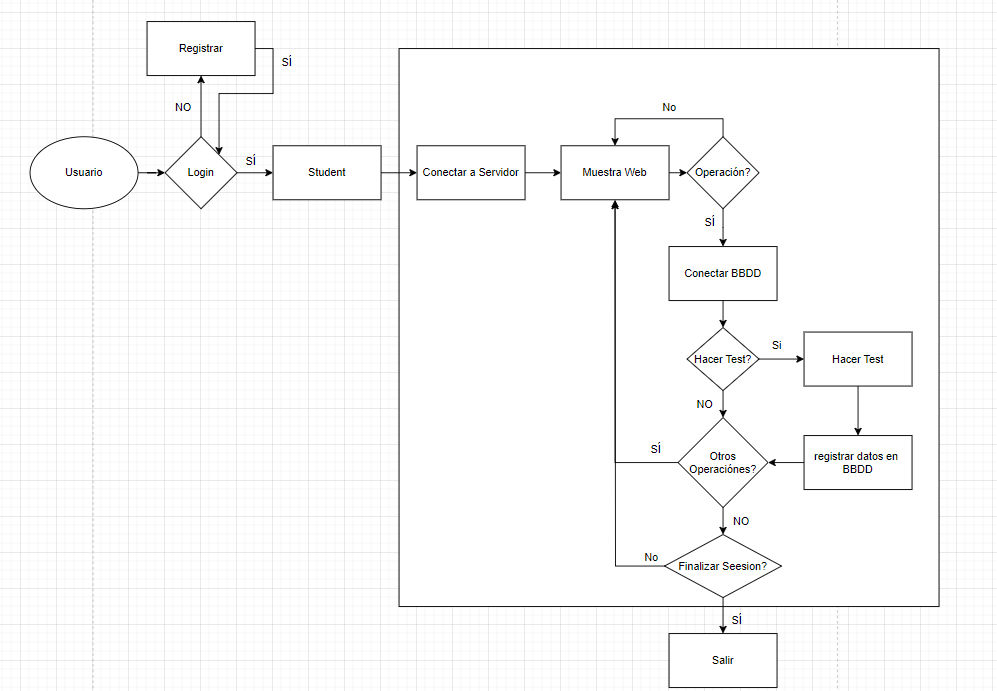 Registrar
SÍ
NO
Usuario
Login
SÍ
Student
Conectar a Servidor
Muestra Web
No
Operación?
SÍ
Conectar BBDD
Hacer Test?
Si
Hacer Test
NO
registrar datos en
BBDD
Otros
Operaciónes?
SÍ
NO
Finalizar Seesion?
No
SÍ
Salir